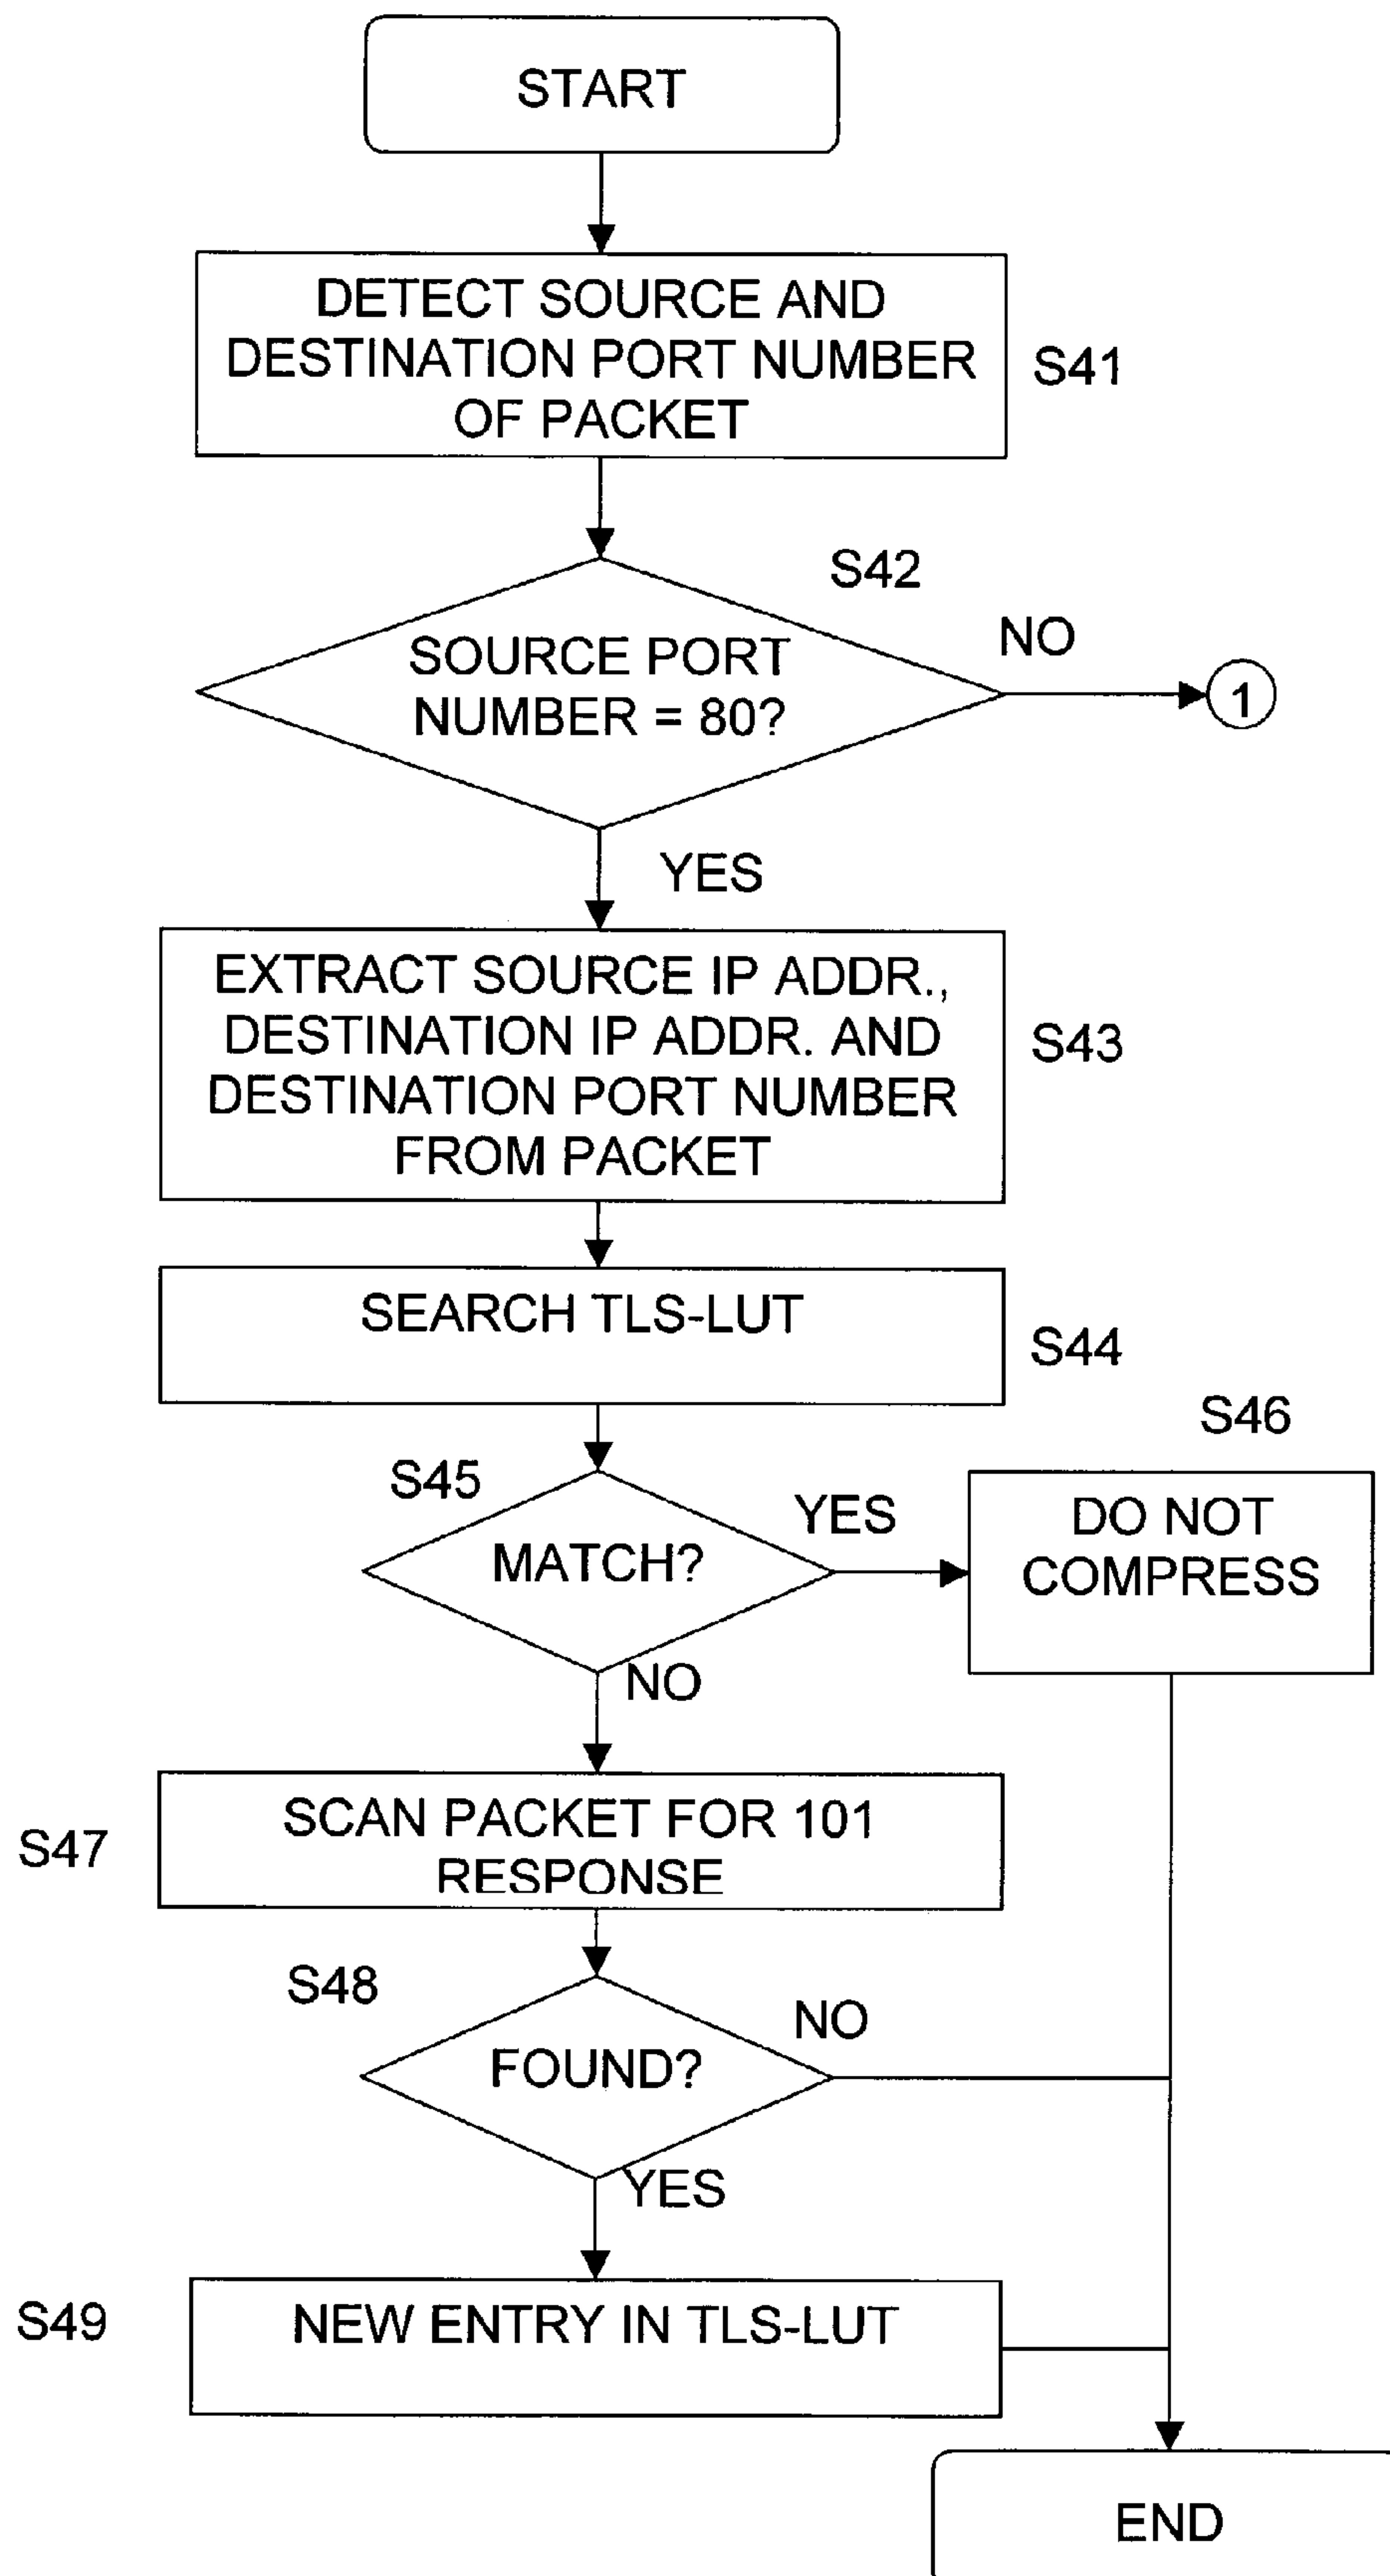 START
DETECT SOURCE AND
DESTINATION PORT NUMBER
OF PACKET
S41
S42
SOURCE PORT
NUMBER = 80?
NO
1
YES
EXTRACT SOURCE IP ADDR.,
DESTINATION IP ADDR. AND
DESTINATION PORT NUMBER
FROM PACKET
S43
SEARCH TLS-LUT
S44
S45
MATCH?
YES
S46
DO NOT
COMPRESS
NO
S47
SCAN PACKET FOR 101
RESPONSE
S48
FOUND?
NO
YES
S49
NEW ENTRY IN TLS-LUT
END